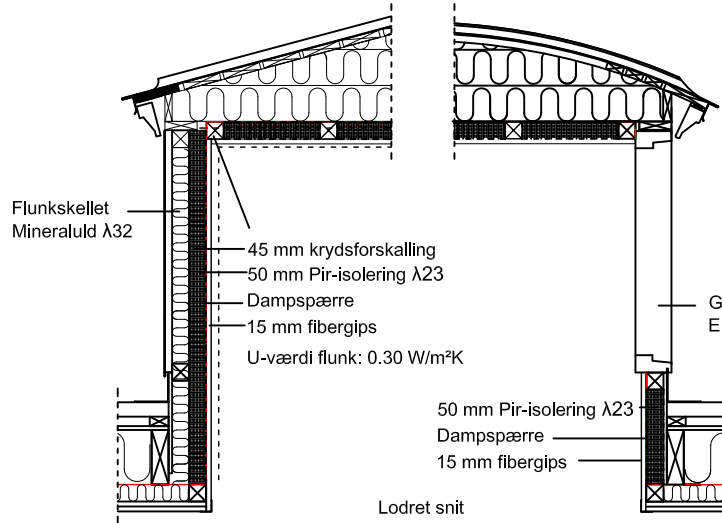 Flunkskellet
Mineraluld λ32
45 mm krydsforskalling
50 mm Pir-isolering λ23
Dampspærre
15 mm fibergips
U-værdi flunk: 0.30 W/m²K
G
E
50 mm Pir-isolering λ23
Dampspærre
15 mm fibergips
Lodret snit